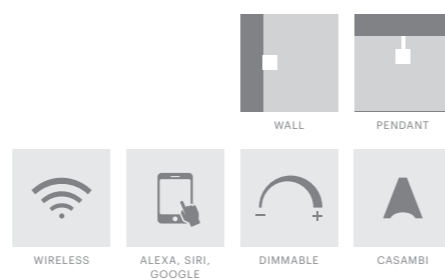 WALL
PENDANT
− +
WIRELESS
ALEXA, SIRI,
GOOGLE
DIMMABLE
CASAMBI